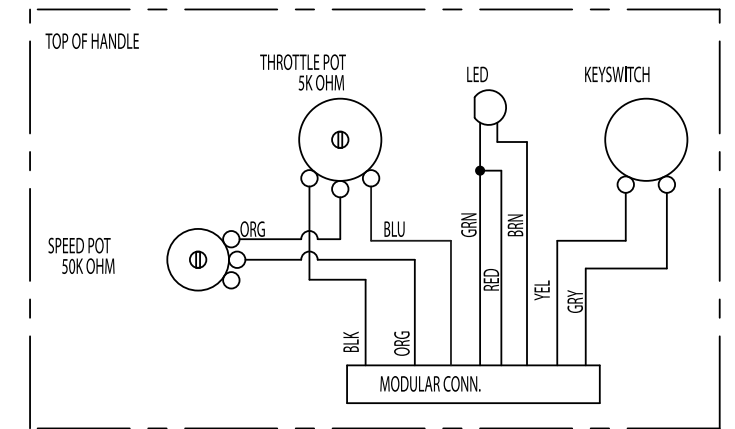 TOP OF HANDLE
THROTTLE POT
5K OHM
LED
KEYSWITCH
ORG
BLU
GRN
BRN
SPEED POT
50K OHM
RED
YEL
GRY
BLK
ORG
MODULAR CONN.